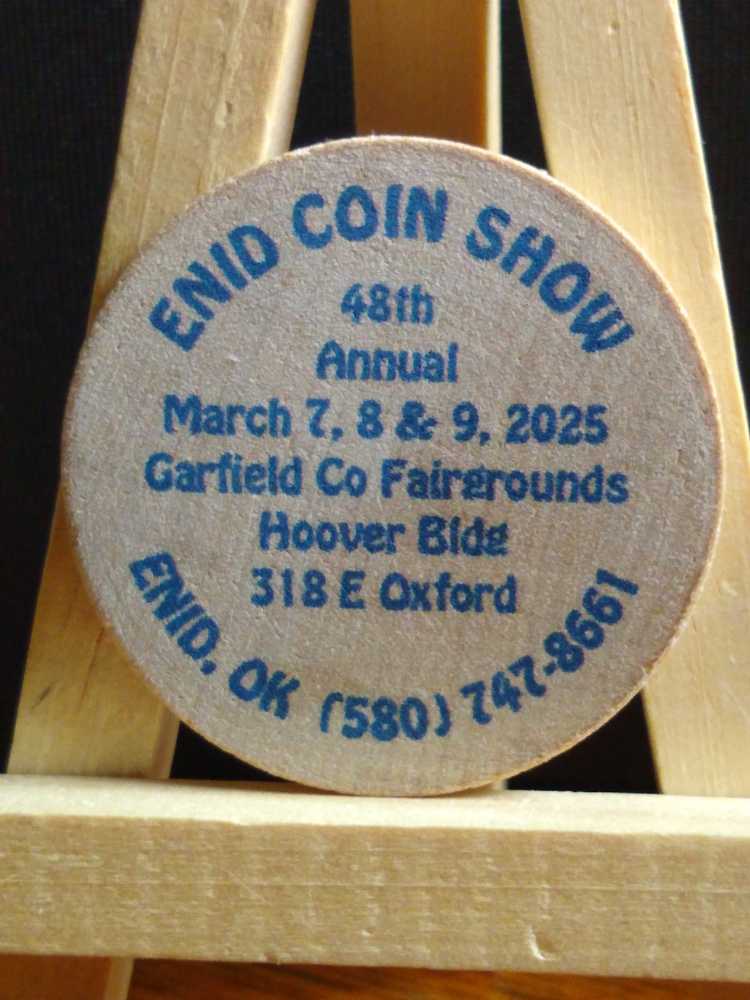 ENID COIN SHOW
48th
Annual
March 7, 8 & 9, 2025
Garfield Co Fairgrounds
Hoover Bldg
318 E Oxford
ENID, OK (580) 747-8661